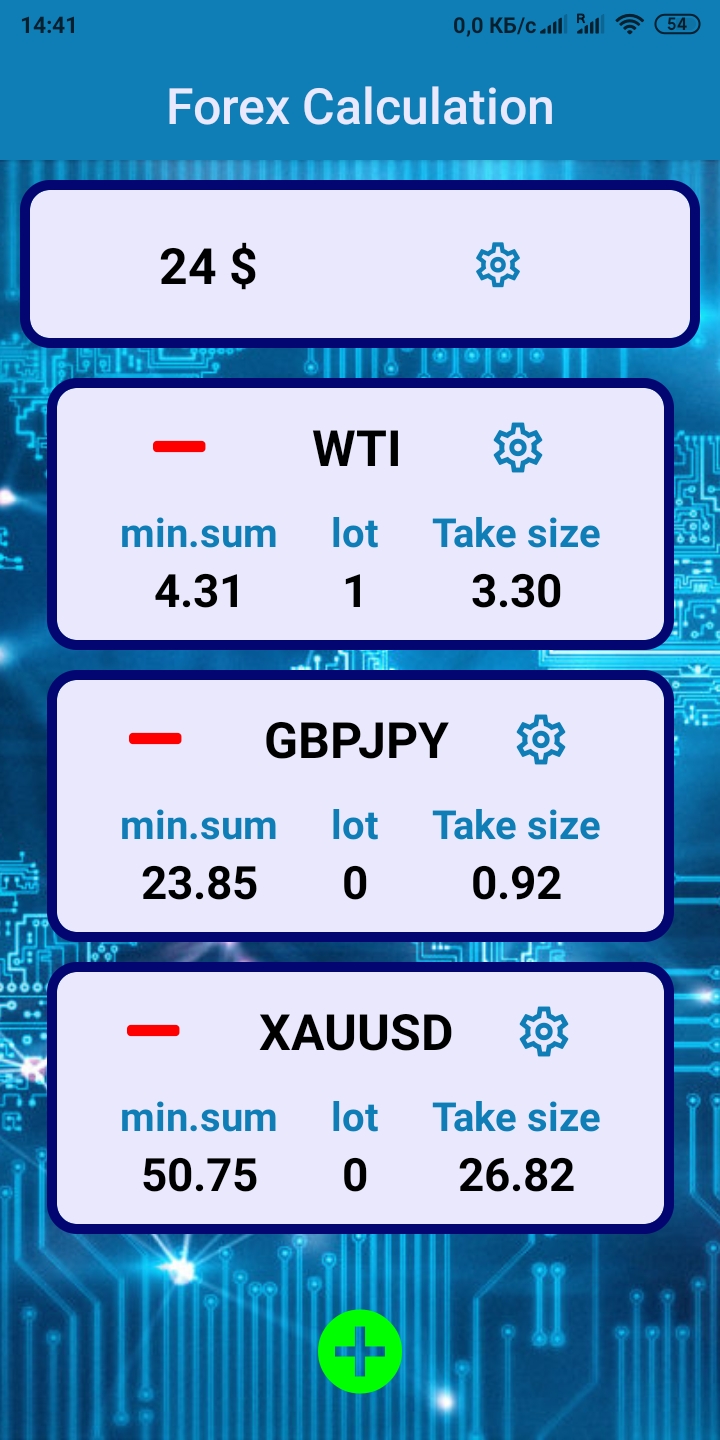 14:41 0,0 КБ/с R 54
Forex Calculation
24 $
WTI
min.sum lot Take size
4.31 1 3.30
GBPJPY
min.sum lot Take size
23.85 0 0.92
XAUUSD
min.sum lot Take size
50.75 0 26.82